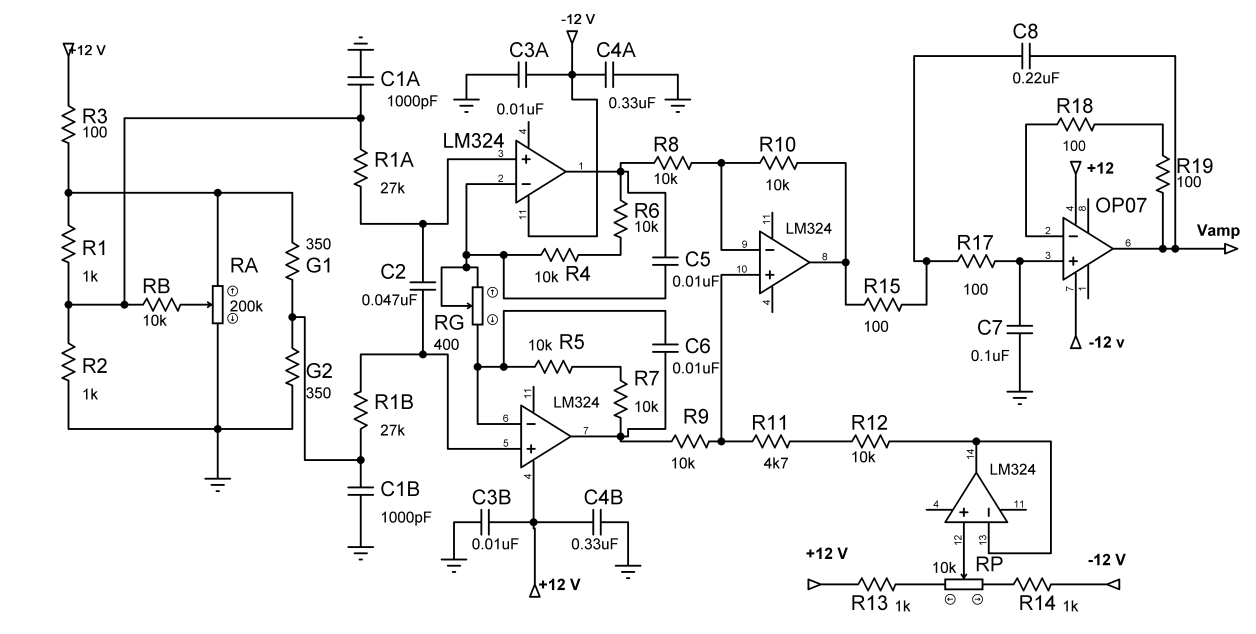 -12 V
+12 V
C3A
C4A
0.01uF
0.33uF
C1A
1000pF
C8
0.22uF
R3
100
R18
100
LM324
4
3
+
2
−
1
11
R1A
27k
R8
10k
R10
10k
+12
R19
100
OP07
4
8
2
−
3
+
6
7
1
Vamp
R6
10k
R1
1k
350
G1
RA
200k
RB
10k
C2
0.047uF
10k R4
C5
0.01uF
LM324
11
9
−
10
+
8
4
R17
100
R15
100
C7
0.1uF
-12 v
RG
400
R2
1k
G2
350
10k R5
C6
0.01uF
R7
10k
R1B
27k
LM324
11
6
−
5
+
7
4
R9
10k
R11
4k7
R12
10k
C1B
1000pF
C3B
0.01uF
C4B
0.33uF
+12 V
14
LM324
4
+
−
11
12
13
+12 V
10k
RP
-12 V
R13 1k
R14 1k